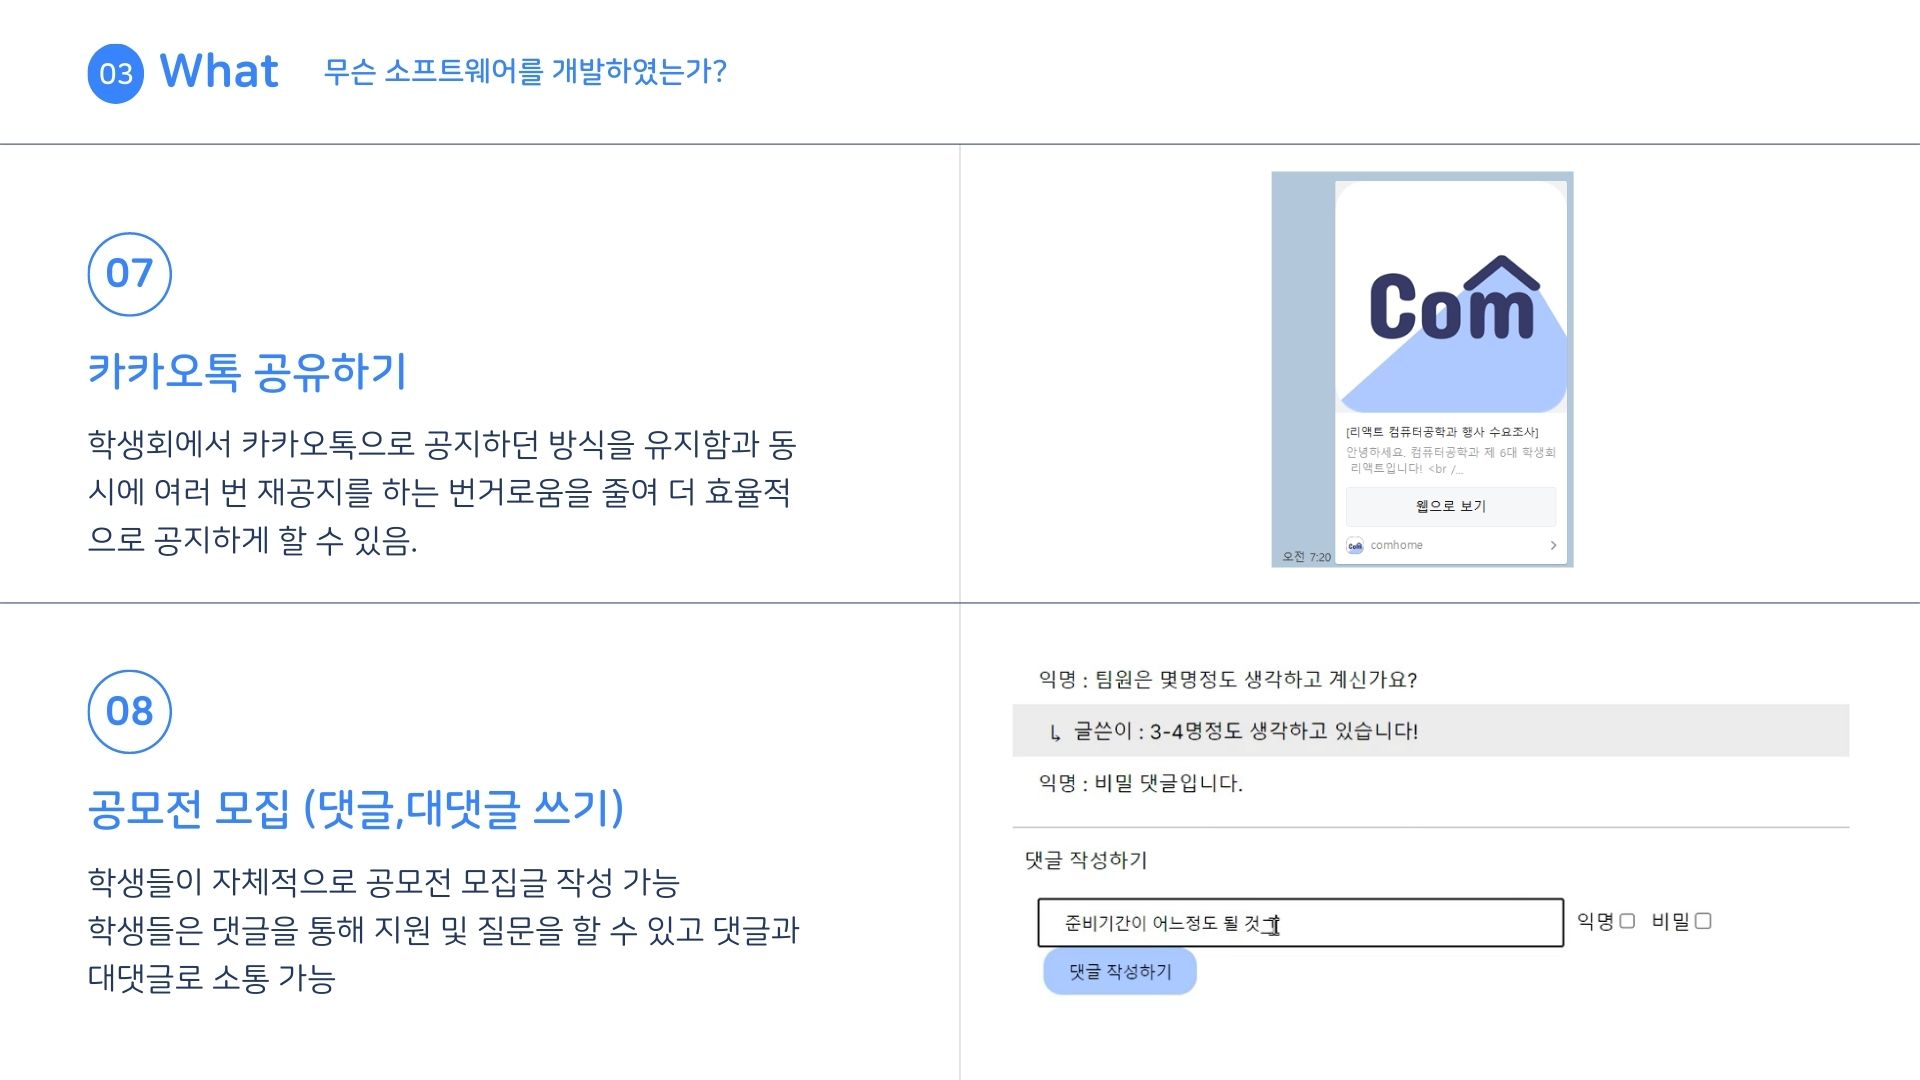 03 What 무슨 소프트웨어를 개발하였는가?
07
카카오톡 공유하기
학생회에서 카카오톡으로 공지하던 방식을 유지함과 동
시에 여러 번 재공지를 하는 번거로움을 줄여 더 효율적
으로 공지하게 할 수 있음.
Com
[리액트 컴퓨터공학과 행사 수요조사]
안녕하세요. 컴퓨터공학과 제 6대 학생회
리액트입니다! <br /...
웹으로 보기
Com comhome
오전 7:20
08
공모전 모집 (댓글,대댓글 쓰기)
학생들이 자체적으로 공모전 모집글 작성 가능
학생들은 댓글을 통해 지원 및 질문을 할 수 있고 댓글과
대댓글로 소통 가능
익명 : 팀원은 몇명정도 생각하고 계신가요?
↳ 글쓴이 : 3-4명정도 생각하고 있습니다!
익명 : 비밀 댓글입니다.
댓글 작성하기
준비기간이 어느정도 될 것
익명 비밀
댓글 작성하기